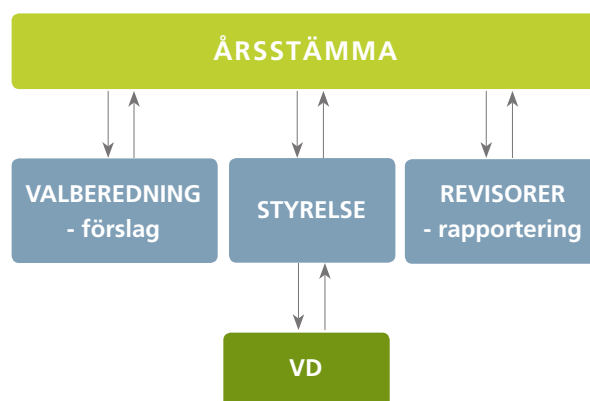 ÅRSSTÄMMA
VALBEREDNING
- förslag
STYRELSE
REVISORER
- rapportering
VD